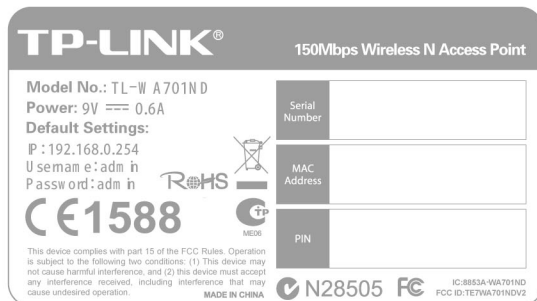 TP-LINK®
150Mbps Wireless N Access Point
Model No.: TL-WA701ND
Power: 9V ⎓ 0.6A
Default Settings:
IP:192.168.0.254
Username:admin
Password:admin
RoHS
Serial Number
MAC Address
PIN
CE1588
TP
MED6
This device complies with part 15 of the FCC Rules. Operation
is subject to the following two conditions: (1) This device may
not cause harmful interference, and (2) this device must accept
any interference received, including interference that may
cause undesired operation.
MADE IN CHINA
N28505
FC
IC:8853A-WA701ND
FCC ID:TE7WA701NDV2